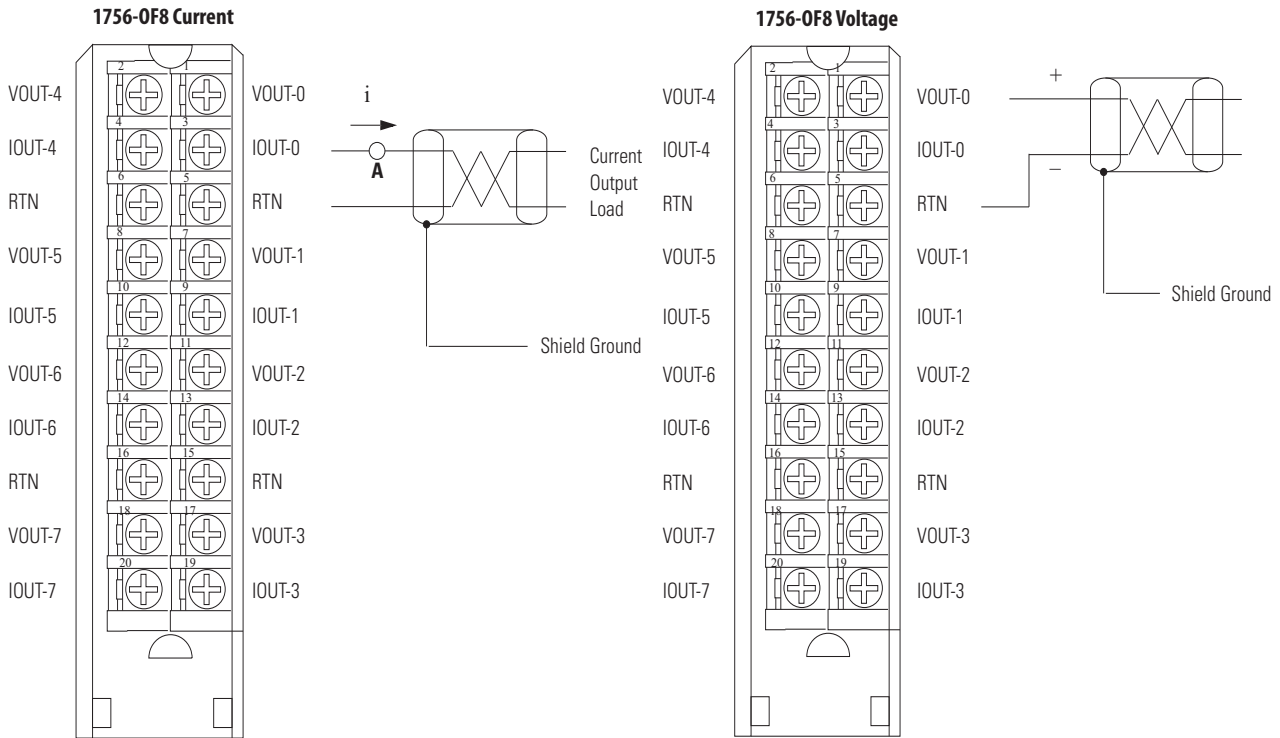 1756-OF8 Current
2 1
VOUT-4 VOUT-0
4 3
IOUT-4 IOUT-0
6 5
RTN RTN
8 7
VOUT-5 VOUT-1
10 9
IOUT-5 IOUT-1
12 11
VOUT-6 VOUT-2
14 13
IOUT-6 IOUT-2
16 15
RTN RTN
18 17
VOUT-7 VOUT-3
20 19
IOUT-7 IOUT-3
i
A
Current
Output
Load
Shield Ground
1756-OF8 Voltage
2 1
VOUT-4 VOUT-0
4 3
IOUT-4 IOUT-0
6 5
RTN RTN
8 7
VOUT-5 VOUT-1
10 9
IOUT-5 IOUT-1
12 11
VOUT-6 VOUT-2
14 13
IOUT-6 IOUT-2
16 15
RTN RTN
18 17
VOUT-7 VOUT-3
20 19
IOUT-7 IOUT-3
+
–
Shield Ground